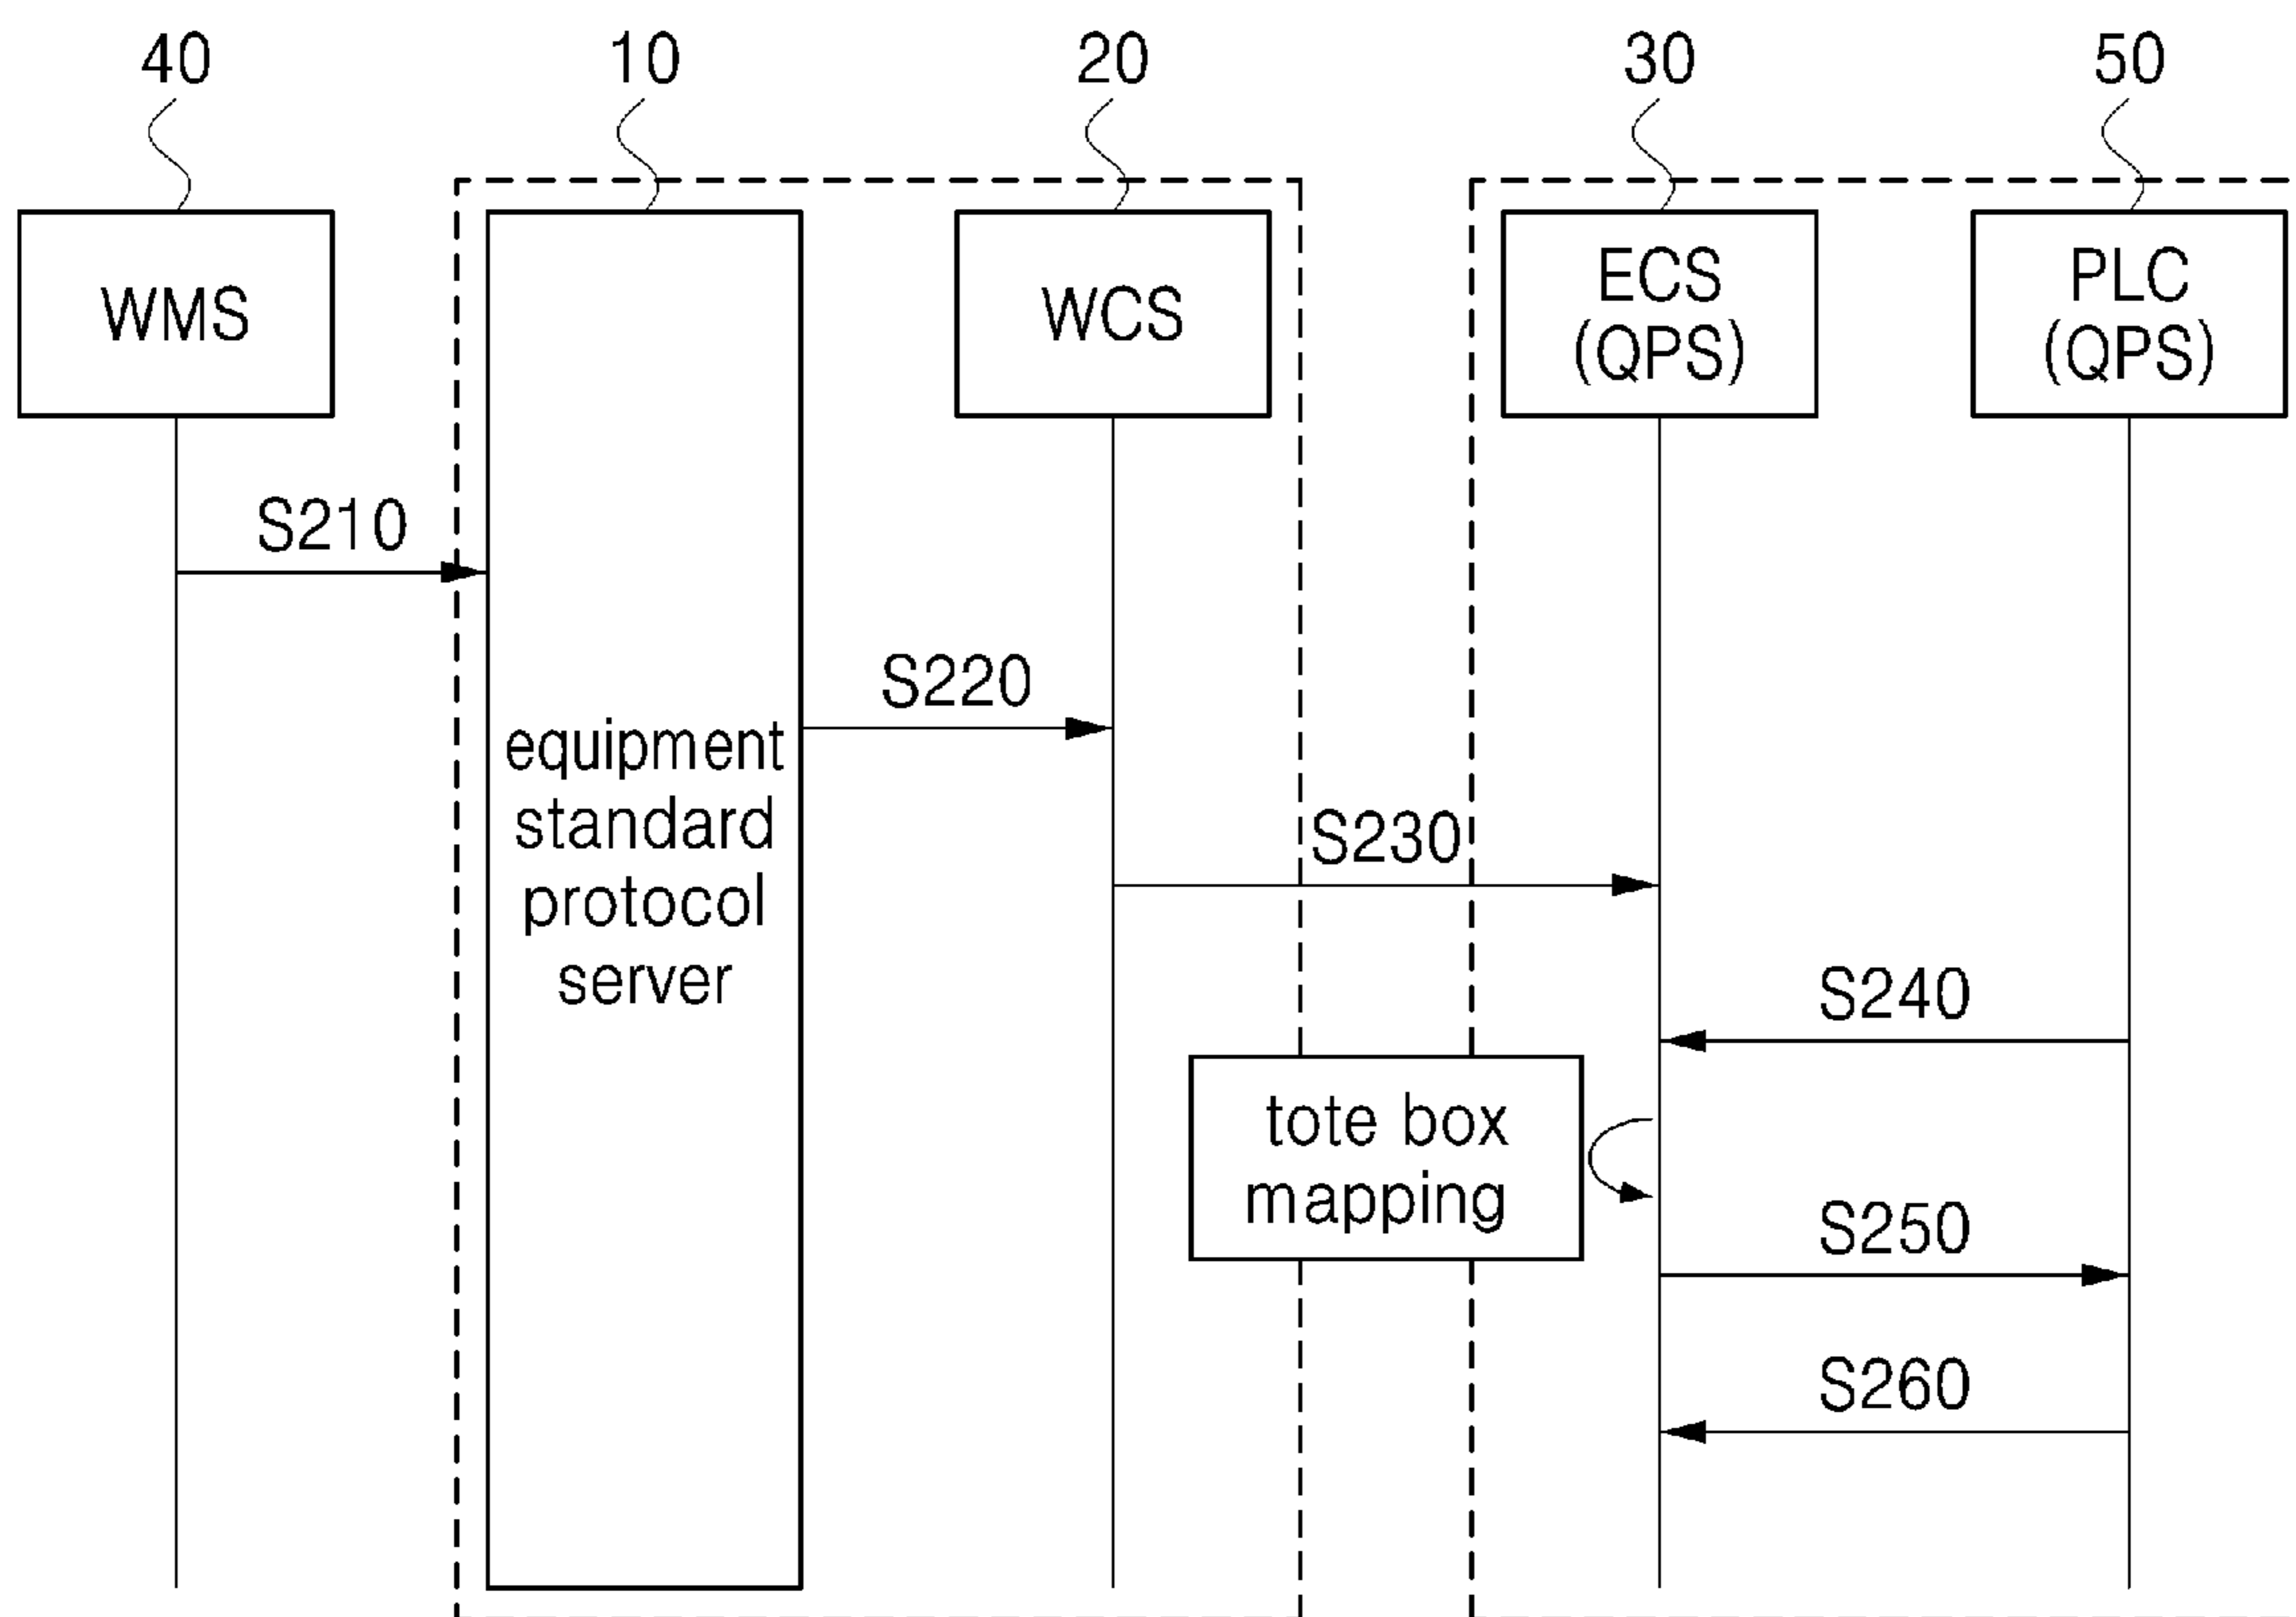 40
10
20
30
50
WMS
WCS
ECS
(QPS)
PLC
(QPS)
S210
S220
equipment
standard
protocol
server
S230
S240
tote box
mapping
S250
S260